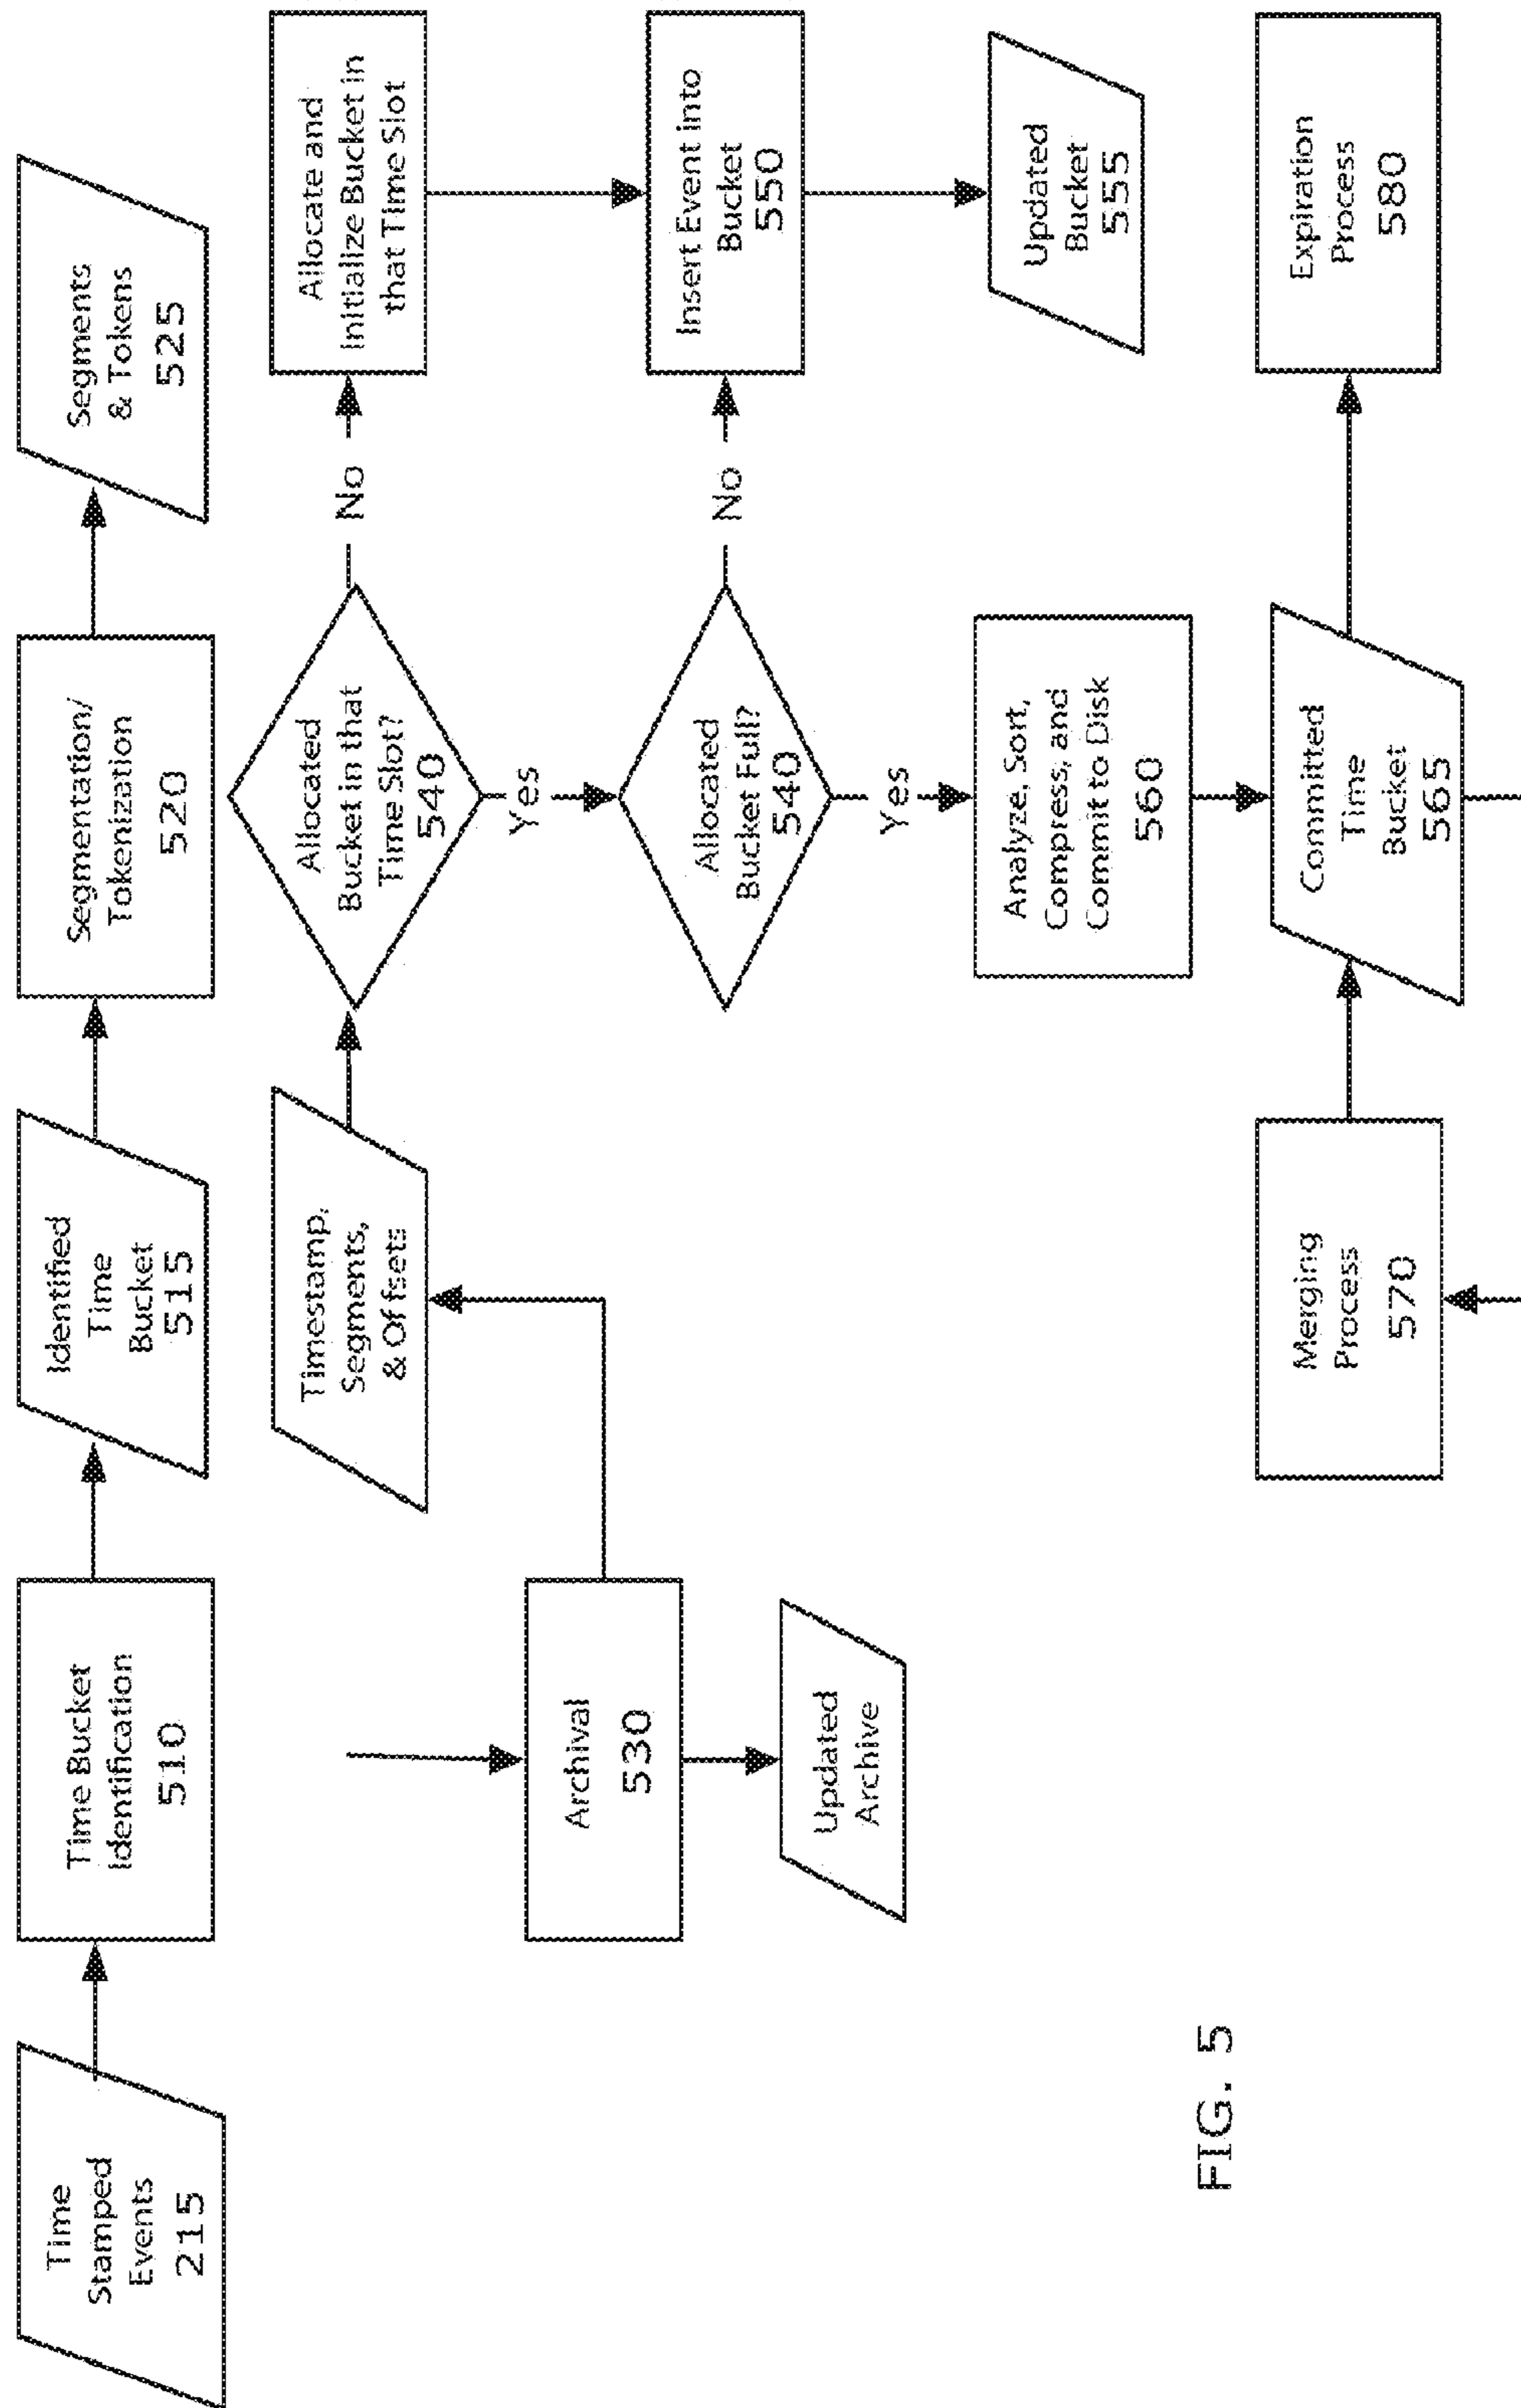 Time
Stamped
Events
215
Time Bucket
Identification
510
Identified
Time
Bucket
515
Segmentation/
Tokenization
520
Segments
& Tokens
525
Archival
530
Updated
Archive
Timestamp,
Segments,
& Offsets
Allocated
Bucket in that
Time Slot?
540
No
Allocate and
Initialize Bucket in
that Time Slot
Yes
Allocated
Bucket Full?
540
No
Insert Event into
Bucket
550
Updated
Bucket
555
Yes
Analyze, Sort,
Compress, and
Commit to Disk
560
Merging
Process
570
Committed
Time
Bucket
565
Expiration
Process
580
FIG. 5